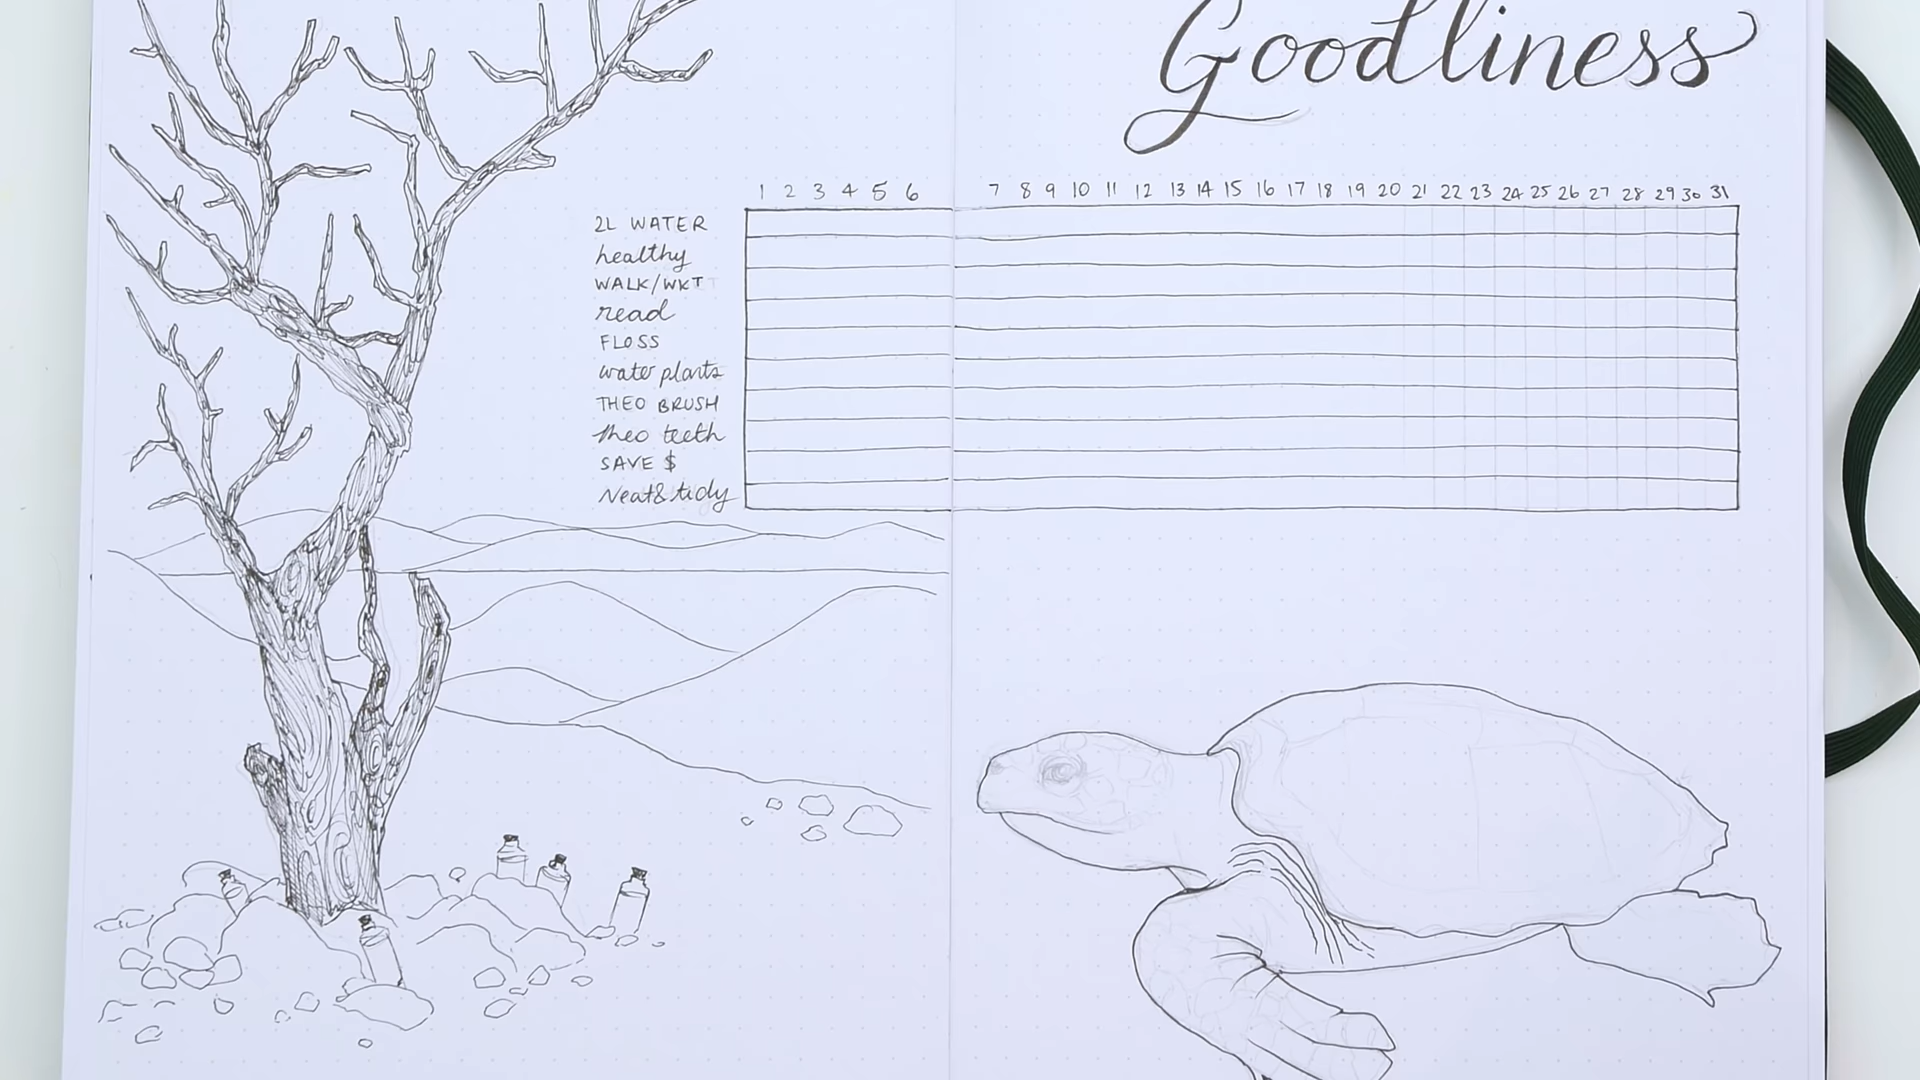 Goodliness
1 2 3 4 5 6 7 8 9 10 11 12 13 14 15 16 17 18 19 20 21 22 23 24 25 26 27 28 29 30 31
2L WATER
healthy
WALK/WKT
read
FLOSS
water plants
THEO BRUSH
theo teeth
SAVE $
Neat & tidy